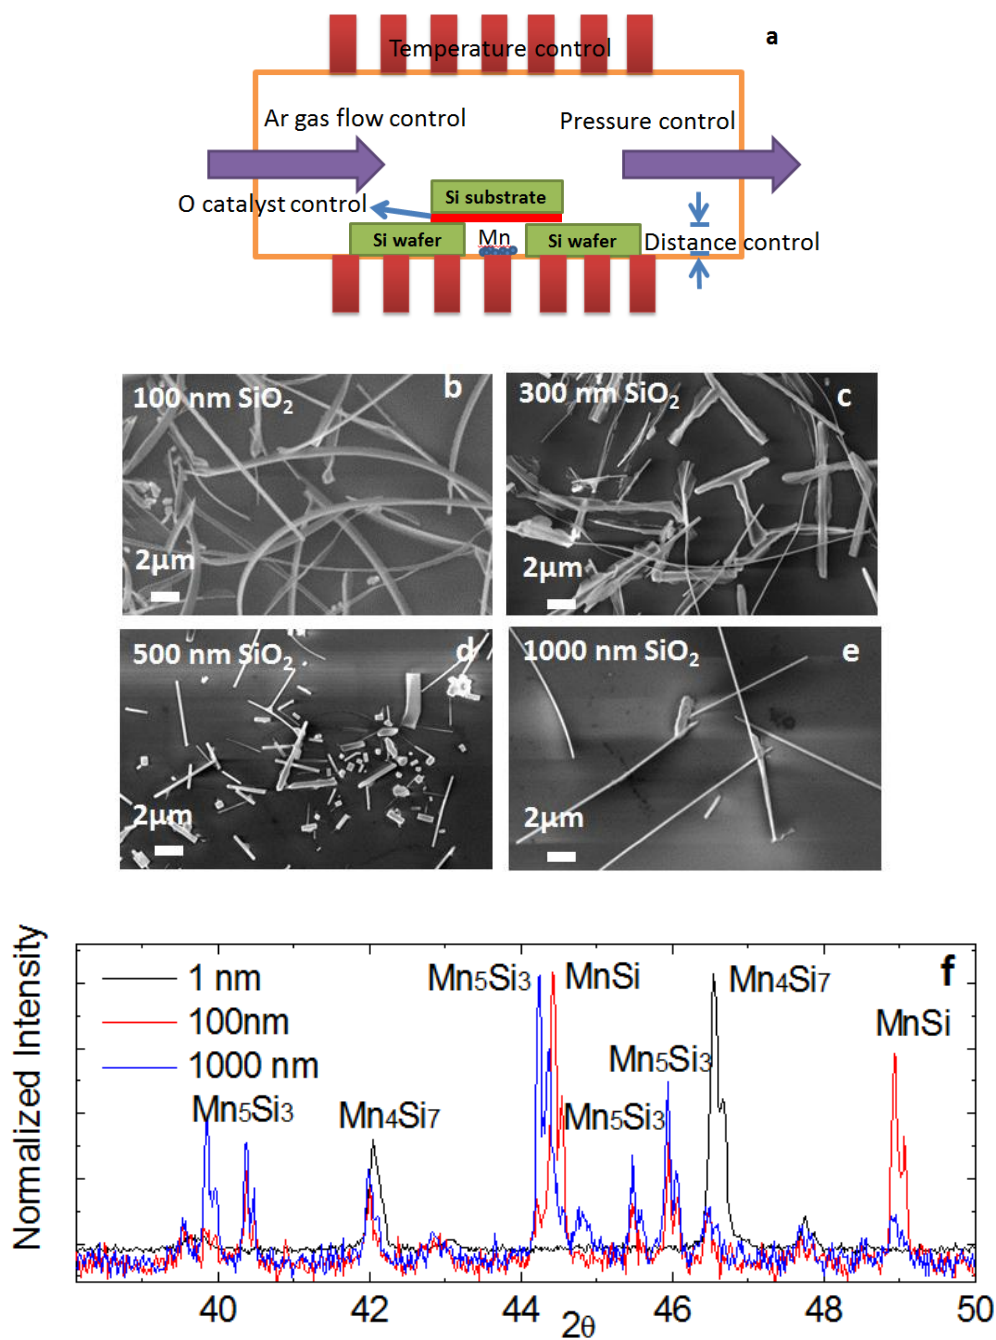 Temperature control
a
Ar gas flow control
Pressure control
Si substrate
O catalyst control
Mn
Si wafer
Si wafer
Distance control
100 nm SiO₂
b
2μm
300 nm SiO₂
c
2μm
500 nm SiO₂
d
2μm
1000 nm SiO₂
e
2μm
f
Normalized Intensity
1 nm
100nm
1000 nm
Mn5Si3
MnSi
Mn4Si7
MnSi
Mn5Si3
Mn5Si3
Mn4Si7
Mn5Si3
40 42 44 46 48 50
2θ